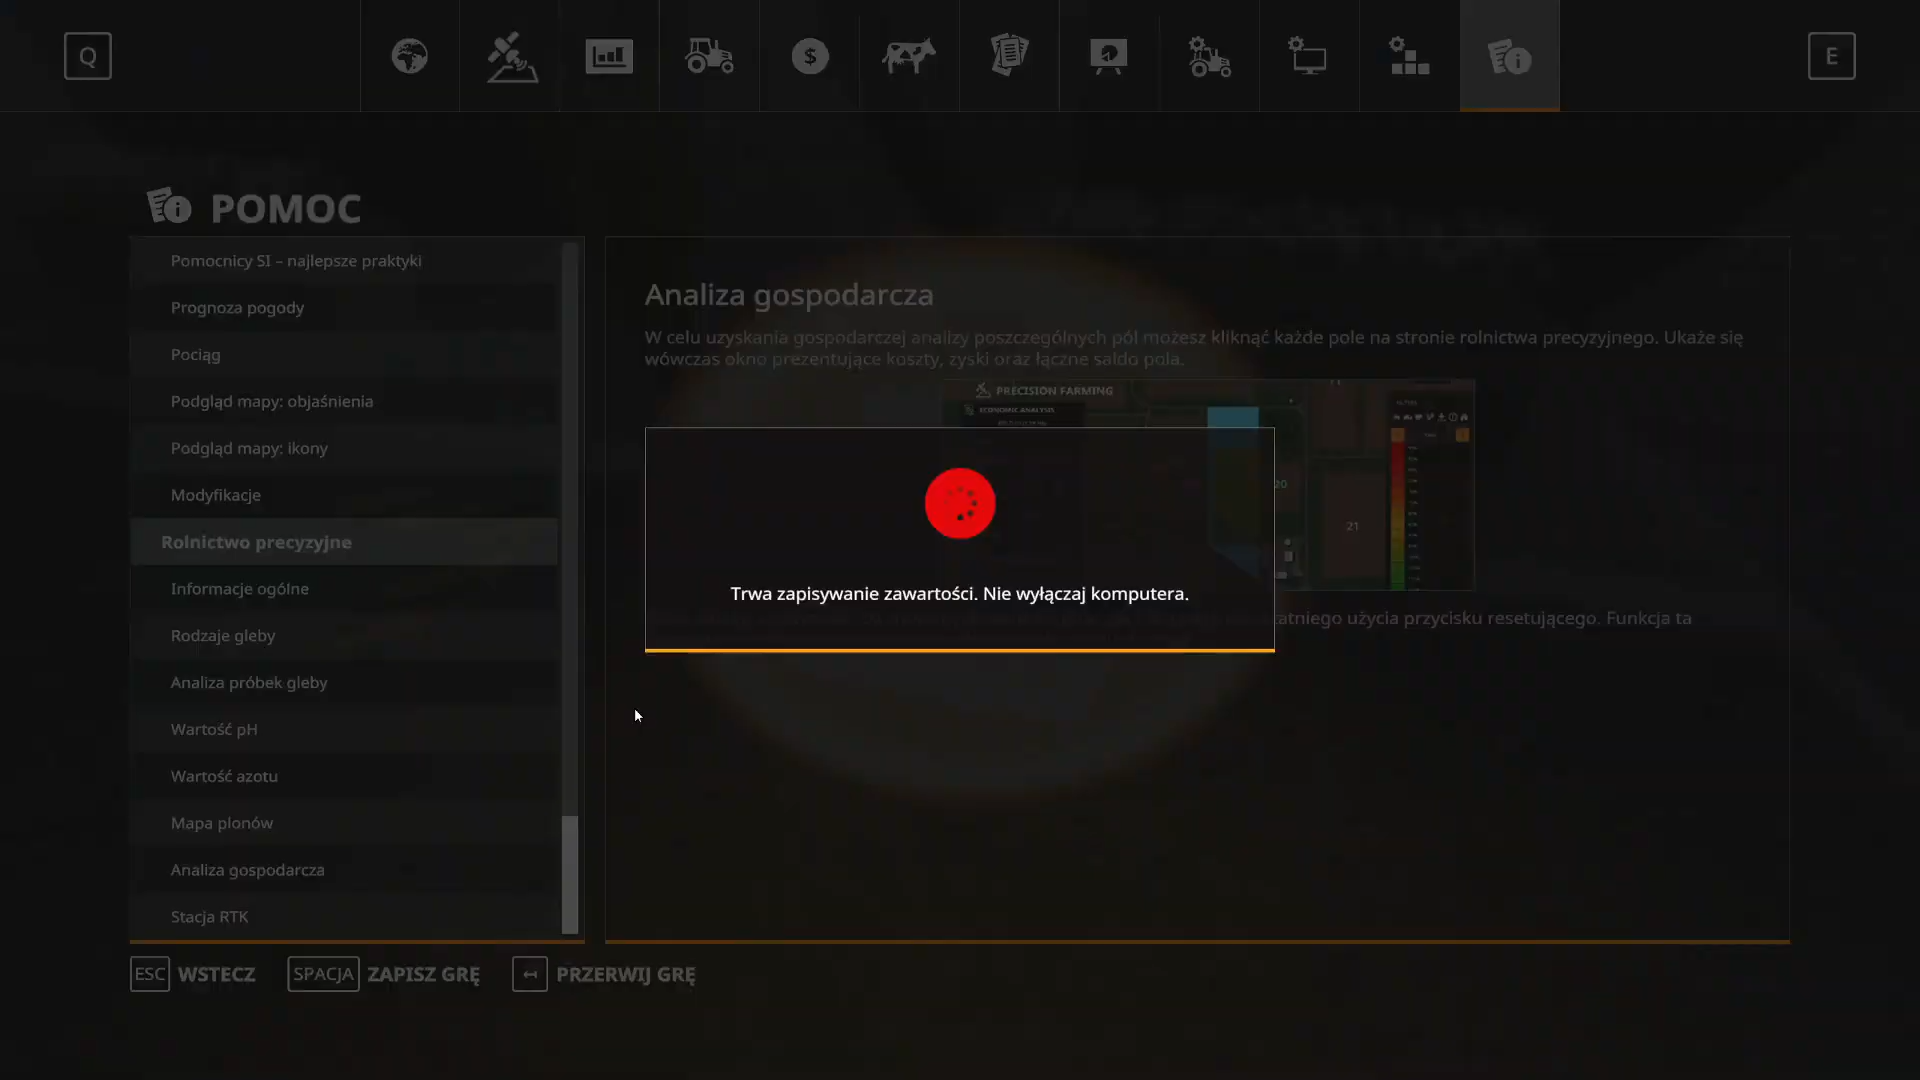 Q
E
POMOC
Pomocnicy SI – najlepsze praktyki
Prognoza pogody
Pociąg
Podgląd mapy: objaśnienia
Podgląd mapy: ikony
Modyfikacje
Rolnictwo precyzyjne
Informacje ogólne
Rodzaje gleby
Analiza próbek gleby
Wartość pH
Wartość azotu
Mapa plonów
Analiza gospodarcza
Stacja RTK
Analiza gospodarcza
W celu uzyskania gospodarczej analizy poszczególnych pól możesz kliknąć każde pole na stronie rolnictwa precyzyjnego. Ukaże się
wówczas okno prezentujące koszty, zyski oraz łączne saldo pola.
PRECISION FARMING
ECONOMIC ANALYSIS
11
20
21
Trwa zapisywanie zawartości. Nie wyłączaj komputera.
użycia przycisku resetującego. Funkcja ta
ESC WSTECZ SPACJA ZAPISZ GRĘ PRZERWIJ GRĘ